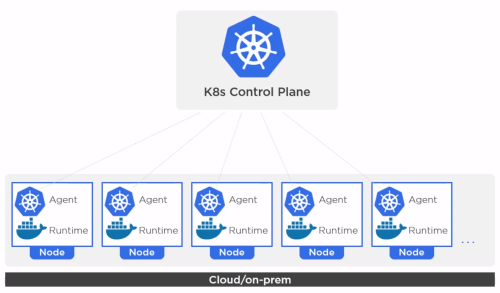 K8s Control Plane
Agent Agent Agent Agent Agent
Runtime Runtime Runtime Runtime Runtime
Node Node Node Node Node ...
Cloud/on-prem